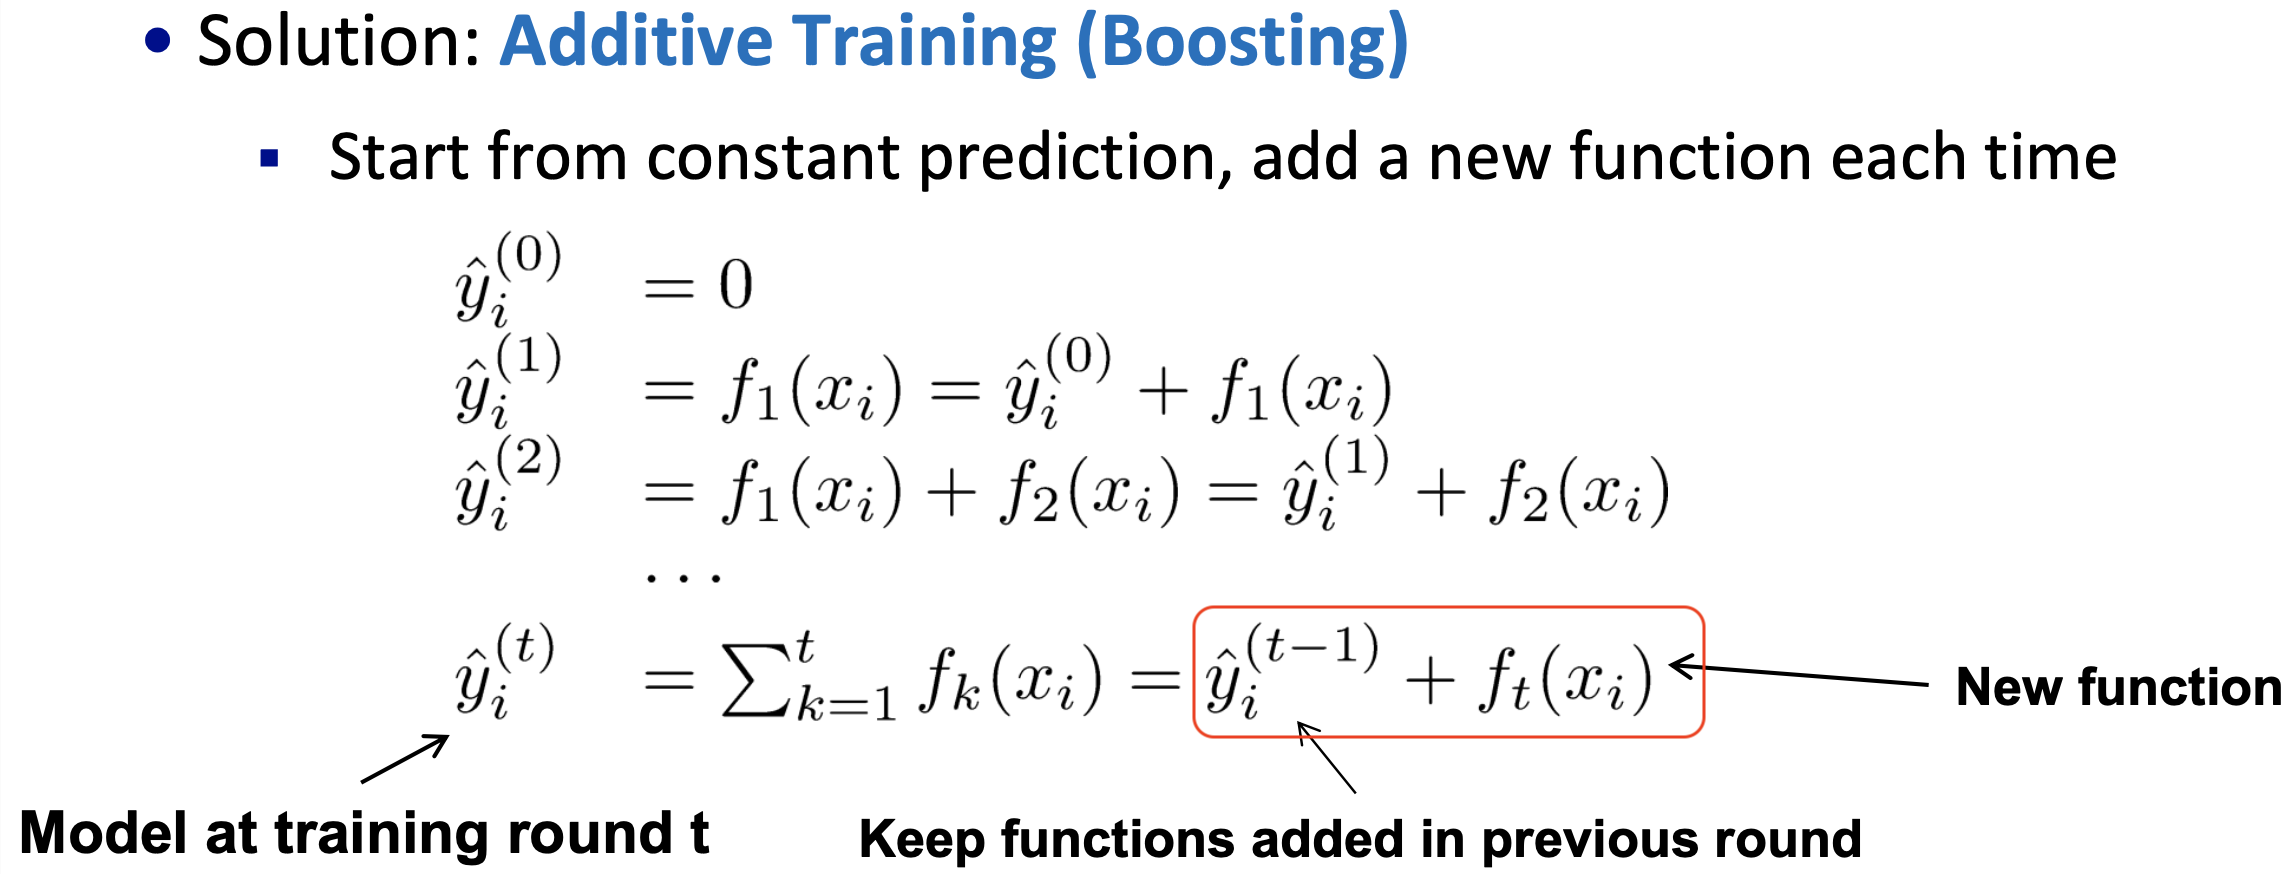 • Solution: Additive Training (Boosting)
▪ Start from constant prediction, add a new function each time
$\hat{y}_i^{(0)} = 0$
$\hat{y}_i^{(1)} = f_1(x_i) = \hat{y}_i^{(0)} + f_1(x_i)$
$\hat{y}_i^{(2)} = f_1(x_i) + f_2(x_i) = \hat{y}_i^{(1)} + f_2(x_i)$
$\cdots$
$\hat{y}_i^{(t)} = \sum_{k=1}^{t} f_k(x_i) = \hat{y}_i^{(t-1)} + f_t(x_i)$
New function
Model at training round t
Keep functions added in previous round